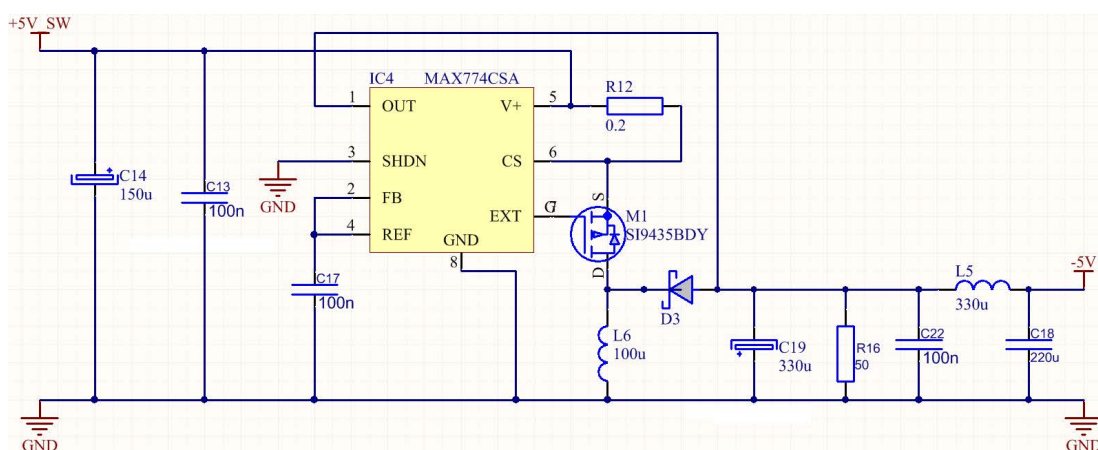 +5V_SW
IC4 MAX774CSA
1 OUT V+ 5
R12
0.2
3 SHDN CS 6
GND
C14
150u
C13
100n
2 FB
4 REF
EXT 7
GND
8
S
G
M1
SI9435BDY
D
C17
100n
D3
L6
100u
-5V
L5
330u
C19
330u
R16
50
C22
100n
C18
220u
GND
GND